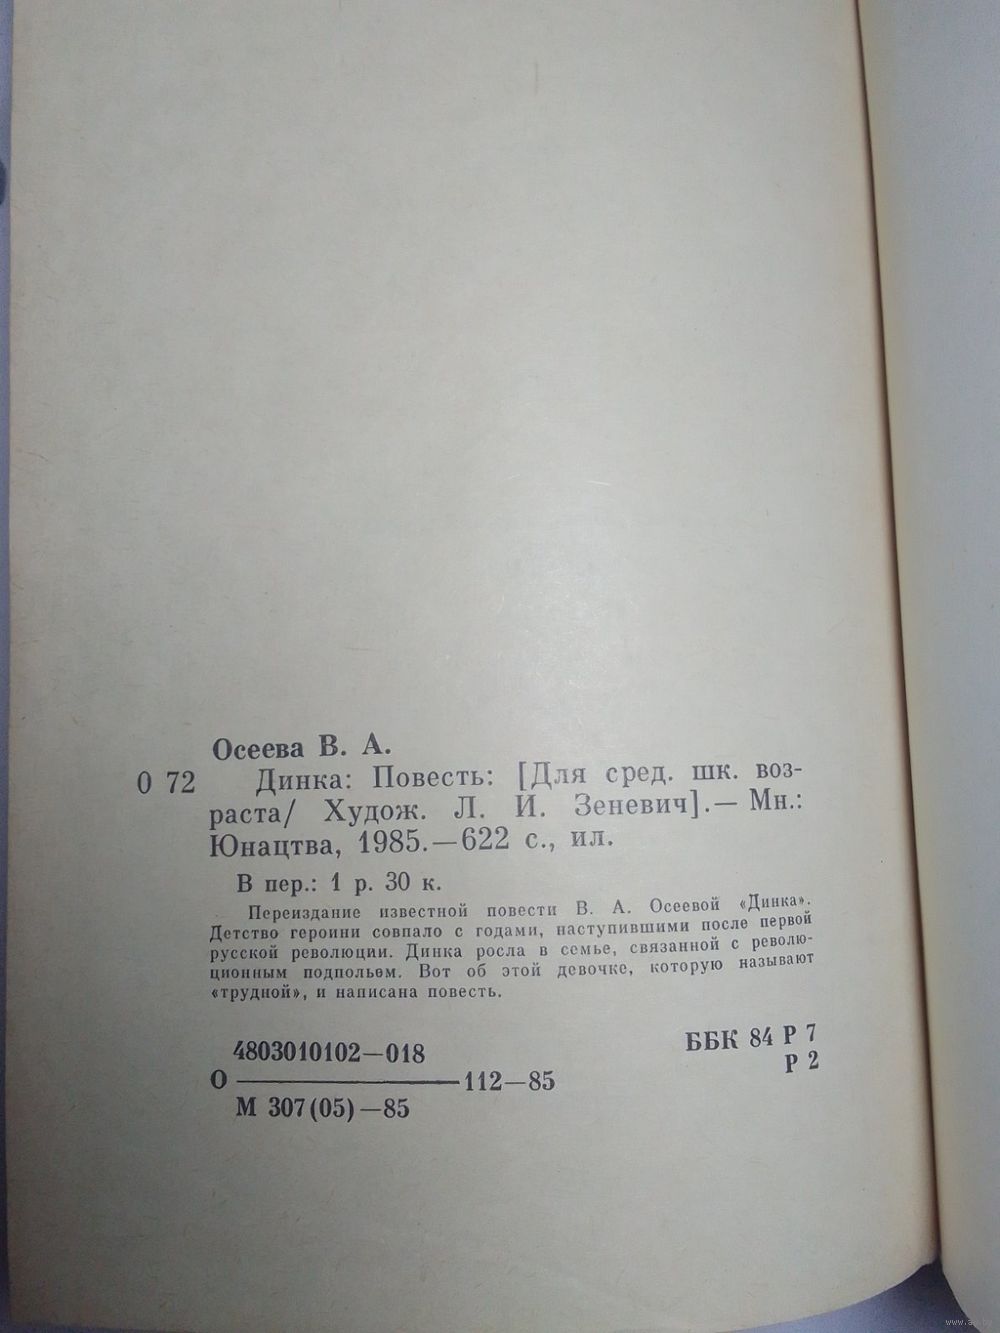 Осеева В. А.
О 72 Динка: Повесть: [Для сред. шк. воз-
раста/ Худож. Л. И. Зеневич].— Мн.:
Юнацтва, 1985.—622 с., ил.
В пер.: 1 р. 30 к.
Переиздание известной повести В. А. Осеевой «Динка».
Детство героини совпало с годами, наступившими после первой
русской революции. Динка росла в семье, связанной с револю-
ционным подпольем. Вот об этой девочке, которую называют
«трудной», и написана повесть.
4803010102—018
О ———————— 112—85
М 307(05)—85
ББК 84 Р 7
Р 2